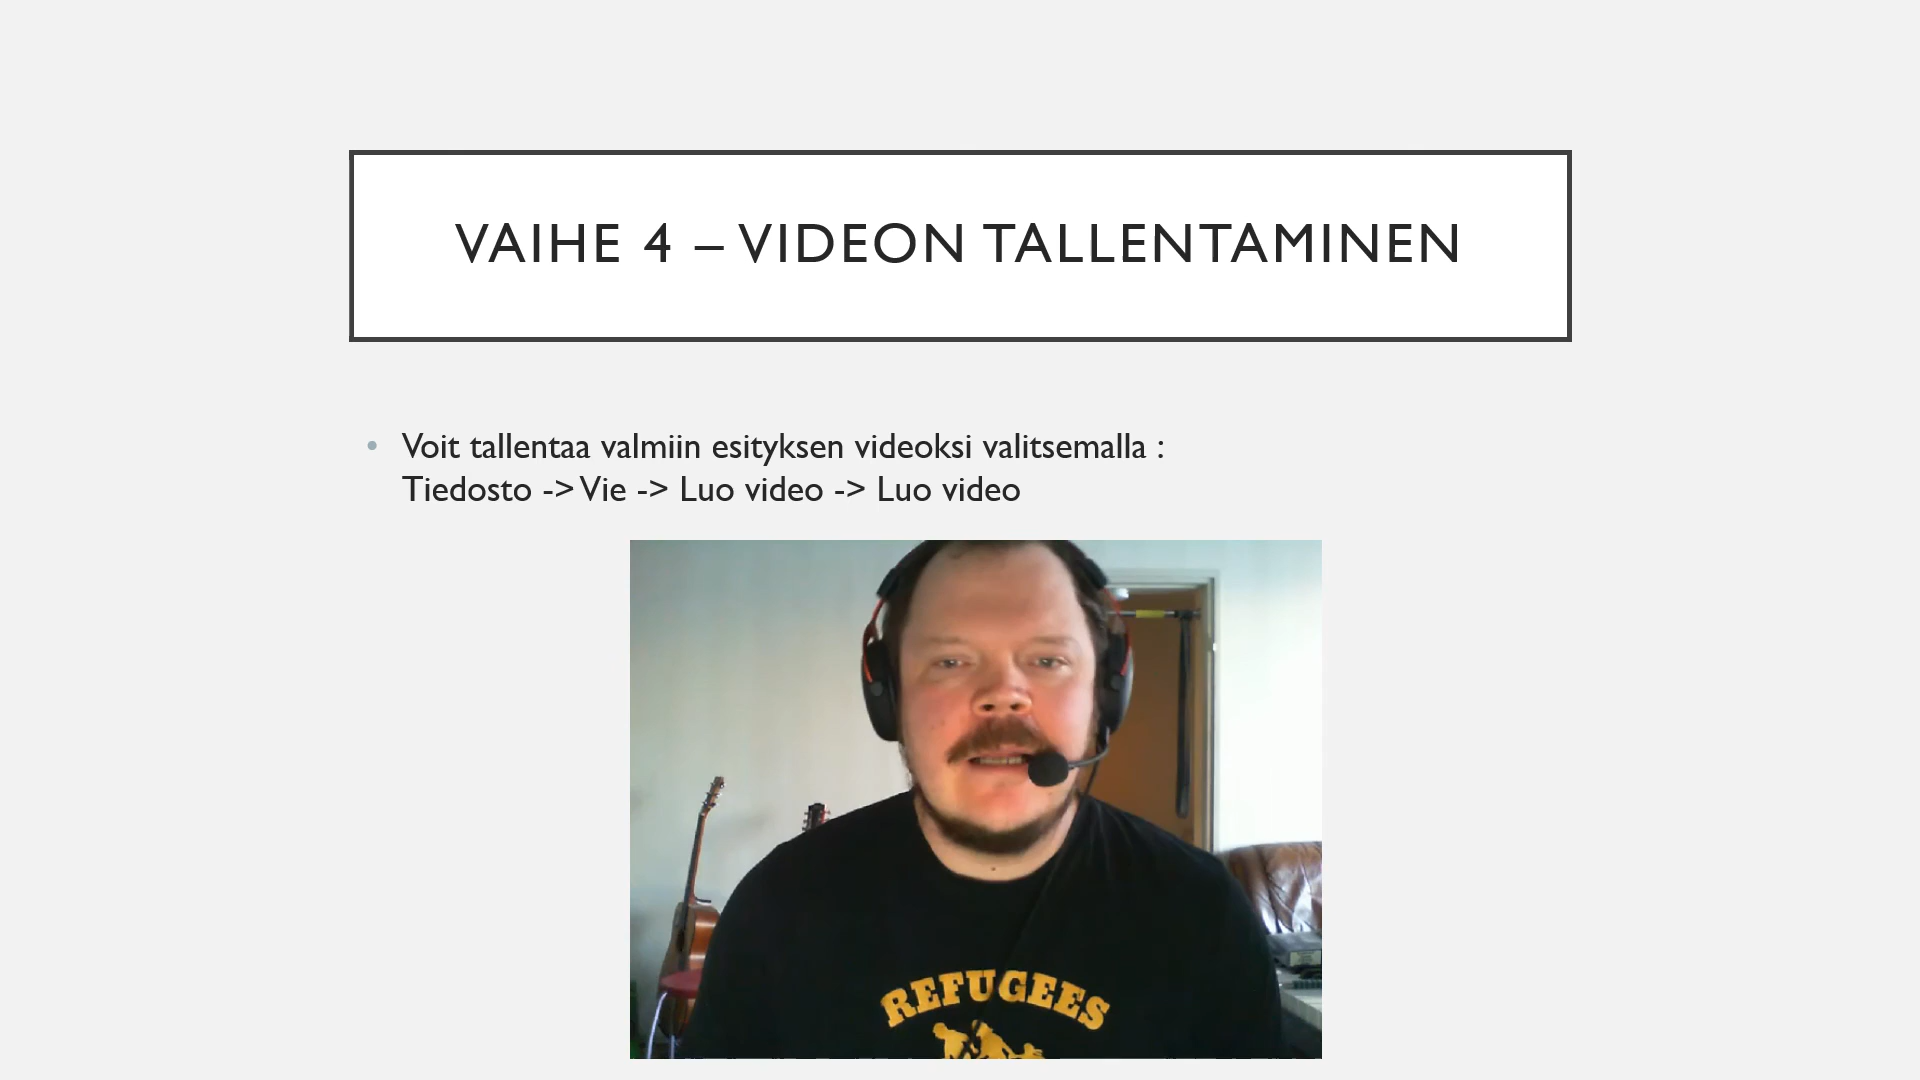 VAIHE 4 – VIDEON TALLENTAMINEN
• Voit tallentaa valmiin esityksen videoksi valitsemalla :
Tiedosto -> Vie -> Luo video -> Luo video
REFUGEES